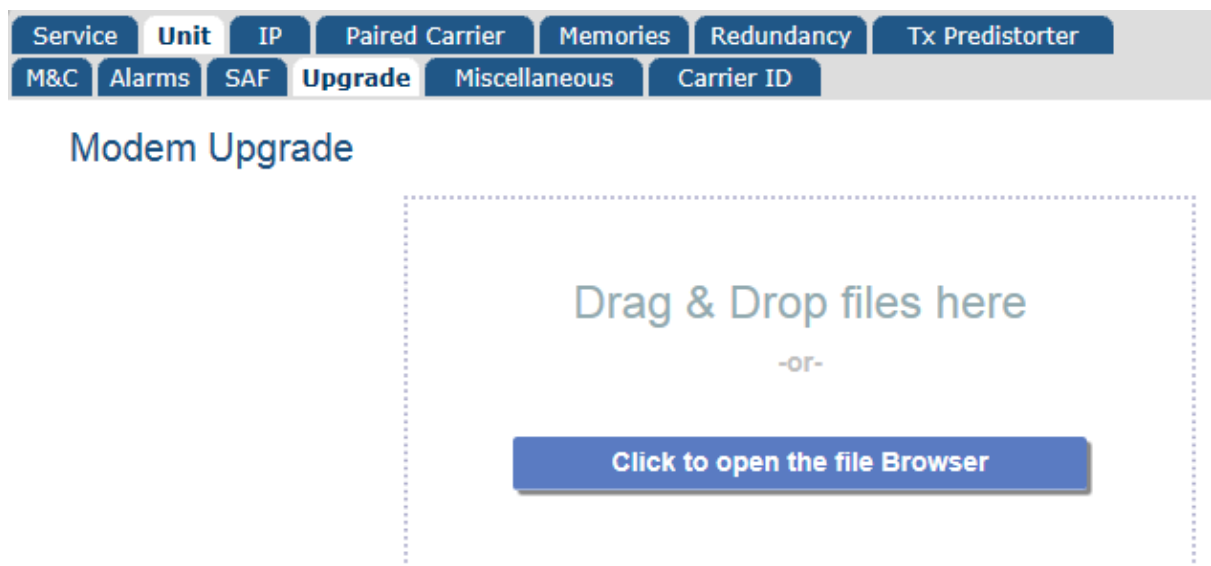 Service Unit IP Paired Carrier Memories Redundancy Tx Predistorter
M&C Alarms SAF Upgrade Miscellaneous Carrier ID
Modem Upgrade
Drag & Drop files here
-or-
Click to open the file Browser